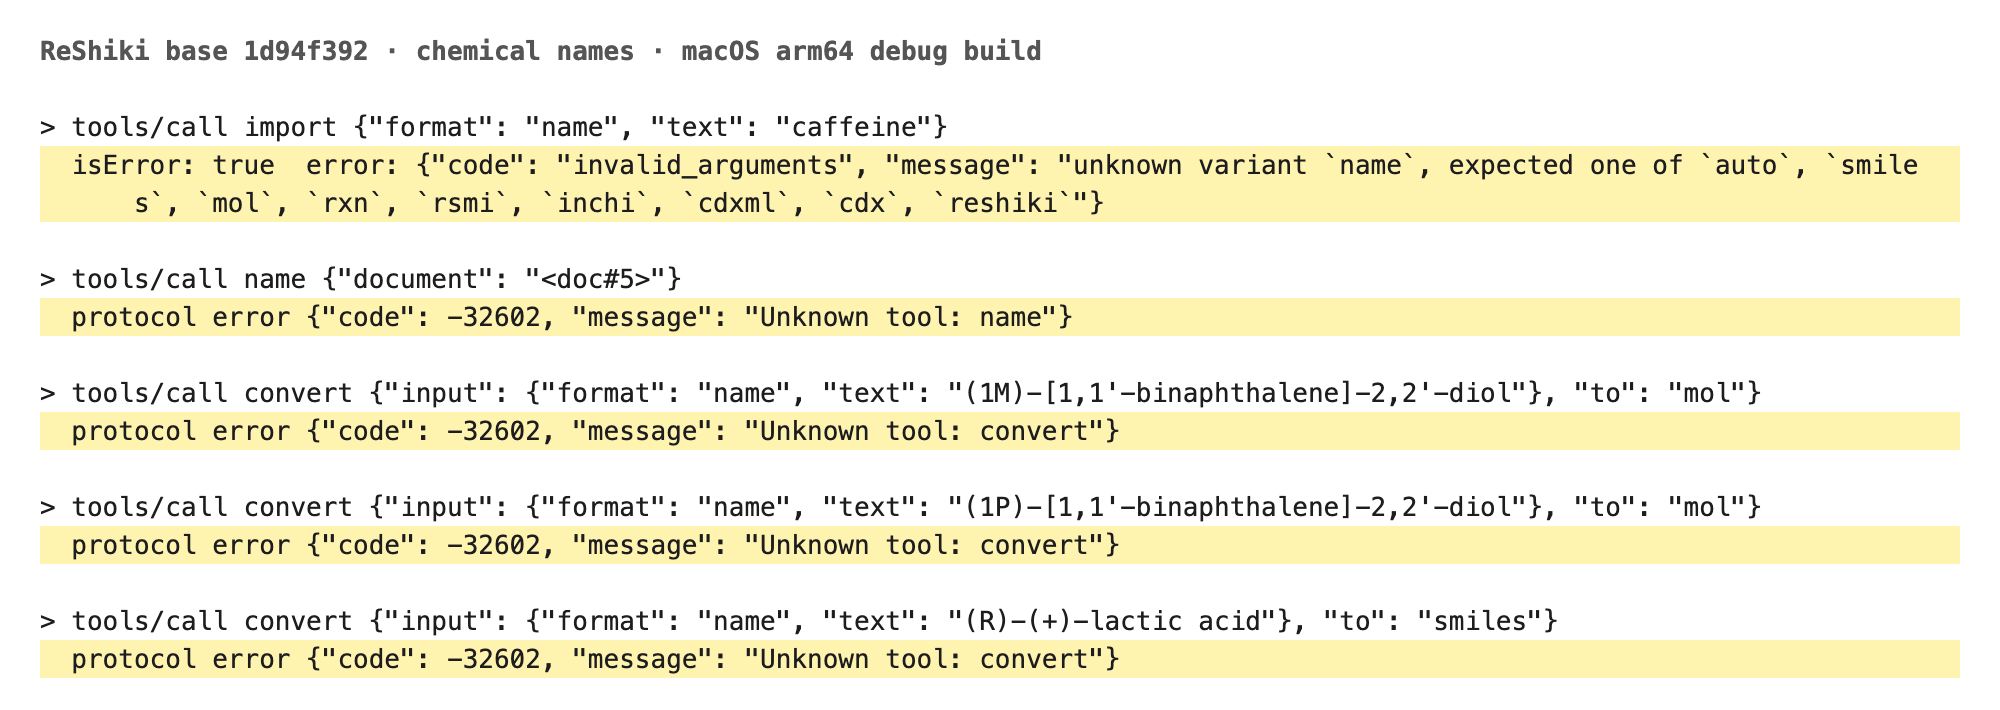 ReShiki base 1d94f392 · chemical names · macOS arm64 debug build
> tools/call import {"format": "name", "text": "caffeine"}
isError: true  error: {"code": "invalid_arguments", "message": "unknown variant `name`, expected one of `auto`, `smile
s`, `mol`, `rxn`, `rsmi`, `inchi`, `cdxml`, `cdx`, `reshiki`"}
> tools/call name {"document": "<doc#5>"}
protocol error {"code": -32602, "message": "Unknown tool: name"}
> tools/call convert {"input": {"format": "name", "text": "(1M)-[1,1'-binaphthalene]-2,2'-diol"}, "to": "mol"}
protocol error {"code": -32602, "message": "Unknown tool: convert"}
> tools/call convert {"input": {"format": "name", "text": "(1P)-[1,1'-binaphthalene]-2,2'-diol"}, "to": "mol"}
protocol error {"code": -32602, "message": "Unknown tool: convert"}
> tools/call convert {"input": {"format": "name", "text": "(R)-(+)-lactic acid"}, "to": "smiles"}
protocol error {"code": -32602, "message": "Unknown tool: convert"}